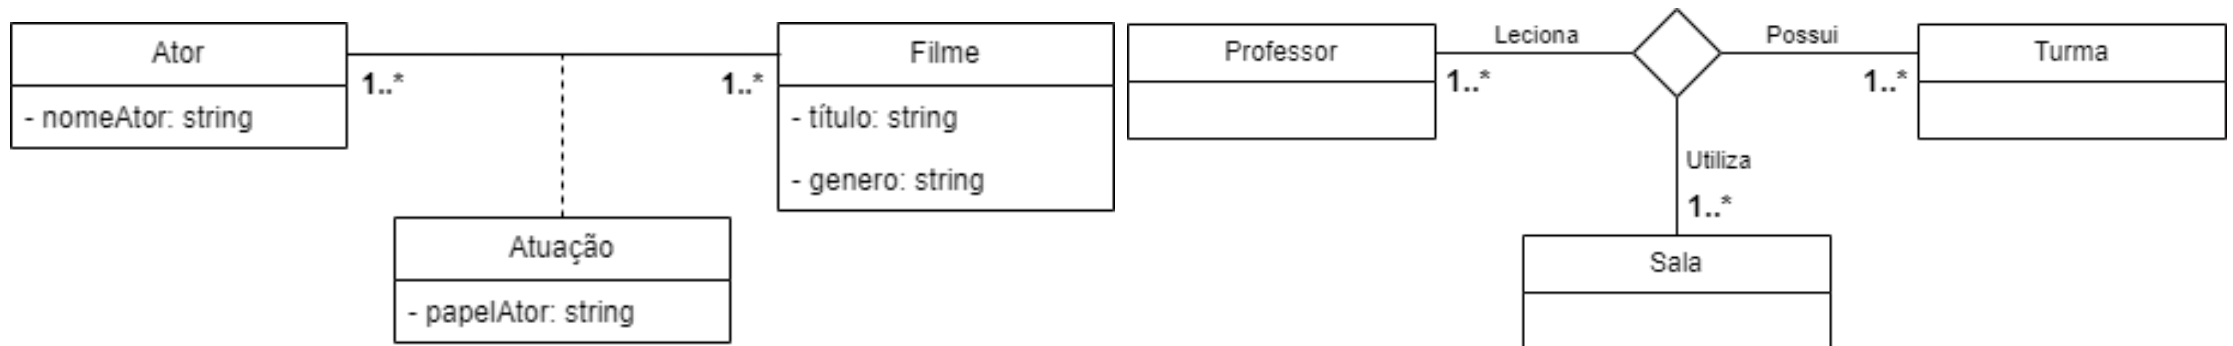 Ator
- nomeAtor: string
1..*
1..*
Filme
- título: string
- genero: string
Atuação
- papelAtor: string
Professor
Leciona
1..*
Possui
1..*
Turma
Utiliza
1..*
Sala